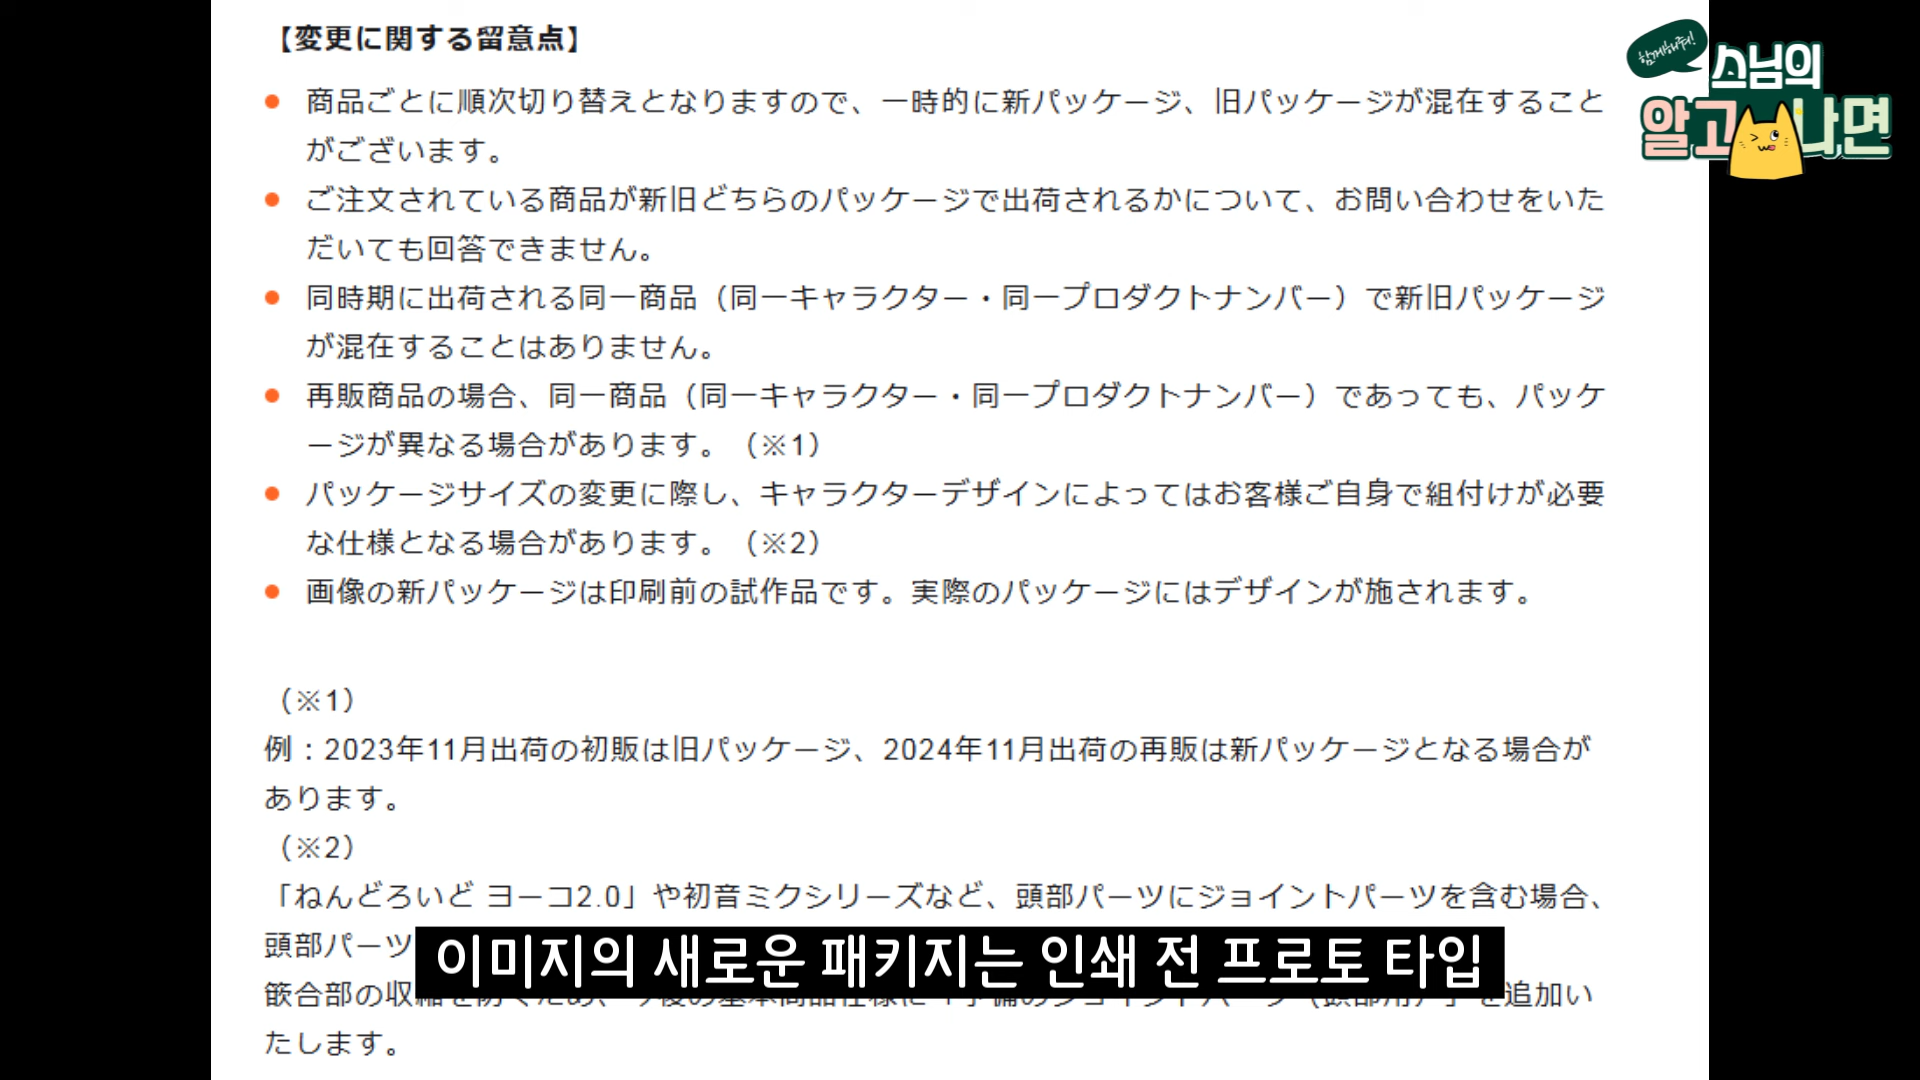 【変更に関する留意点】
商品ごとに順次切り替えとなりますので、一時的に新パッケージ、旧パッケージが混在すること
がございます。
ご注文されている商品が新旧どちらのパッケージで出荷されるかについて、お問い合わせをいた
だいても回答できません。
同時期に出荷される同一商品（同一キャラクター・同一プロダクトナンバー）で新旧パッケージ
が混在することはありません。
再販商品の場合、同一商品（同一キャラクター・同一プロダクトナンバー）であっても、パッケ
ージが異なる場合があります。（※1）
パッケージサイズの変更に際し、キャラクターデザインによってはお客様ご自身で組付けが必要
な仕様となる場合があります。（※2）
画像の新パッケージは印刷前の試作品です。実際のパッケージにはデザインが施されます。
（※1）
例：2023年11月出荷の初販は旧パッケージ、2024年11月出荷の再販は新パッケージとなる場合が
あります。
（※2）
「ねんどろいど ヨーコ2.0」や初音ミクシリーズなど、頭部パーツにジョイントパーツを含む場合、
頭部パーツ
嵌合部の収 を追加い
たします。
이미지의 새로운 패키지는 인쇄 전 프로토 타입
함께해줘!
스님의
알고 나면